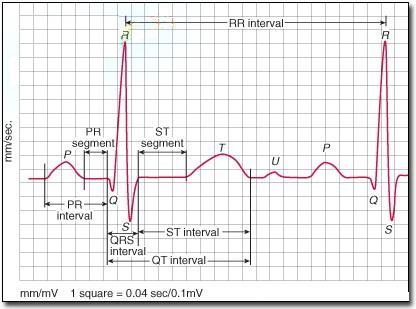 R
RR interval
R
mm/sec.
PR
segment
ST
segment
P
T
U
P
PR
interval
Q
S
QRS
interval
ST interval
QT interval
Q
S
mm/mV 1 square = 0.04 sec/0.1mV